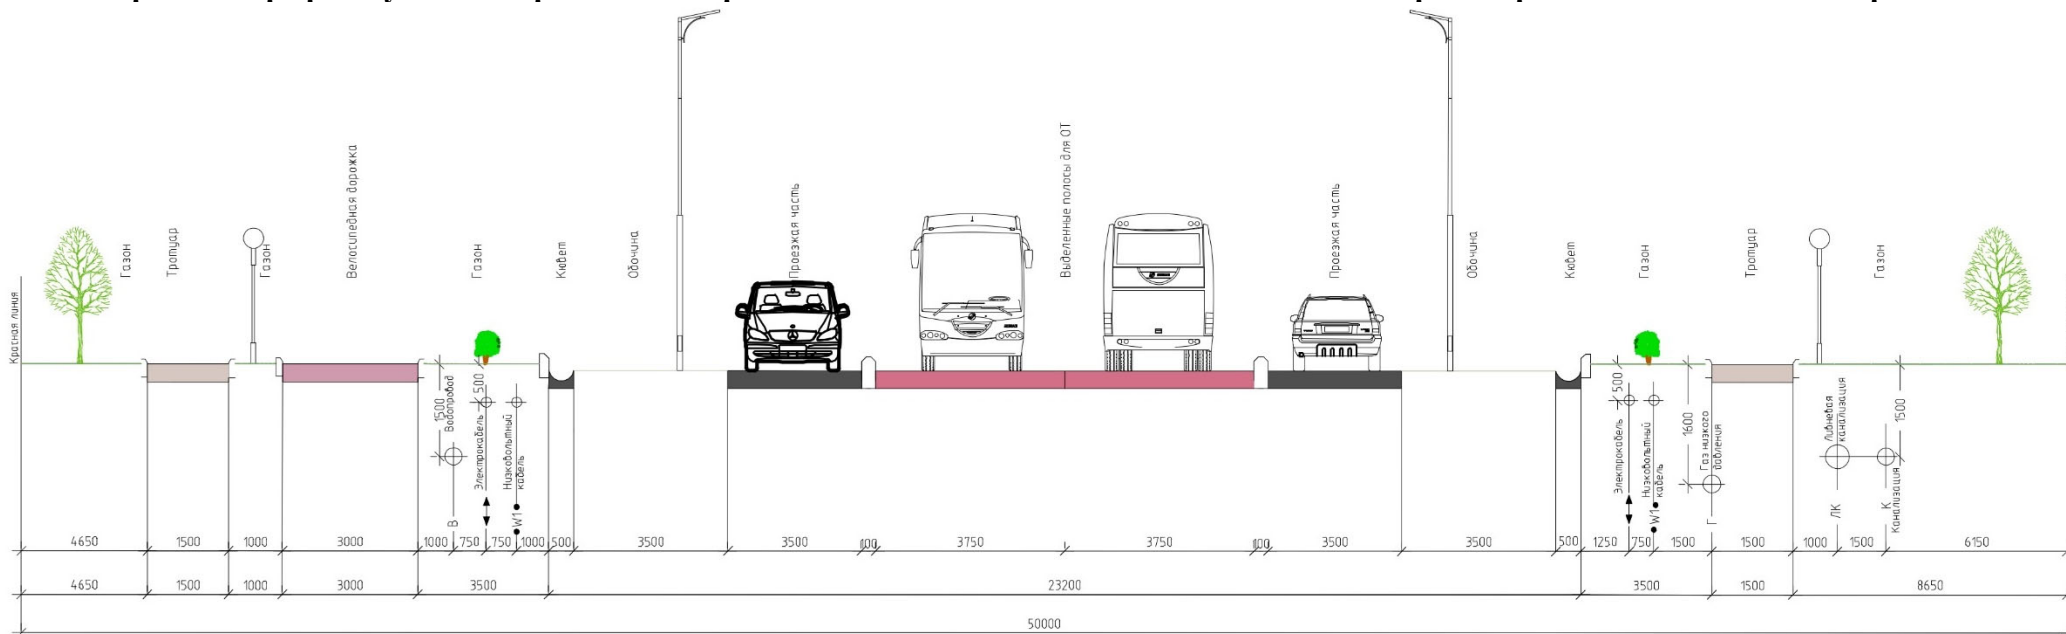 Красная линия
Газон
Тротуар
Газон
Велосипедная дорожка
Газон
Кювет
Обочина
Проезжая часть
Выделенные полосы для ОТ
Проезжая часть
Обочина
Кювет
Газон
Тротуар
Газон
1500
Водопровод
500
Электрокабель
Низковольтный
кабель
В
W1
500
Электрокабель
Низковольтный
кабель
W1
1600
Газ низкого
давления
Г
Ливневая
канализация
ЛК
1500
К
Канализация
4650 1500 1000 3000 1000 750 750 1000 500 3500 3500 3750 3750 3500 3500 500 1250 750 1500 1500 1000 1500 6150
4650 1500 1000 3000 3500 23200 3500 1500 8650
50000